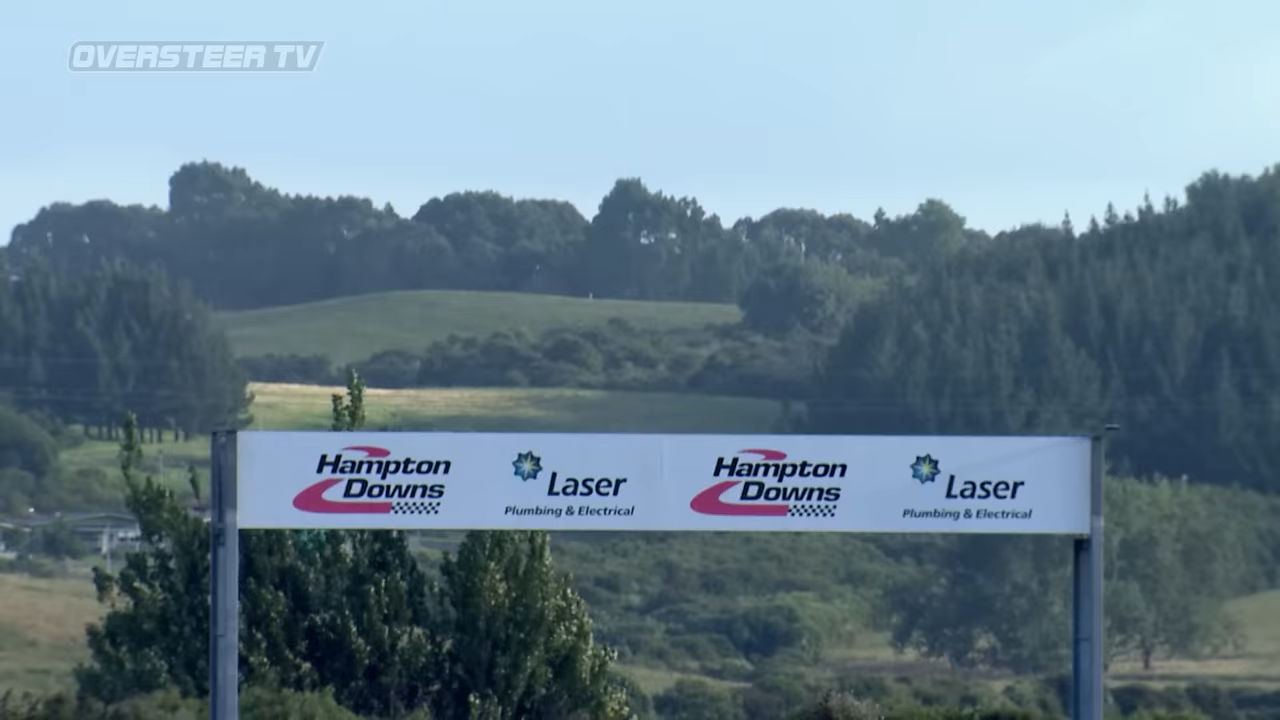 OVERSTEER TV
Hampton
Downs
Laser
Plumbing & Electrical
Hampton
Downs
Laser
Plumbing & Electrical